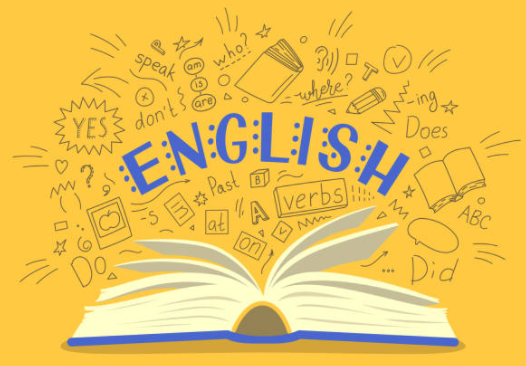 who?
speak
am
is
are
where?
don't
YES
-ing
Does
ENGLISH
Past
B
verbs
-s
at
A
on
ABC
Do
... Did